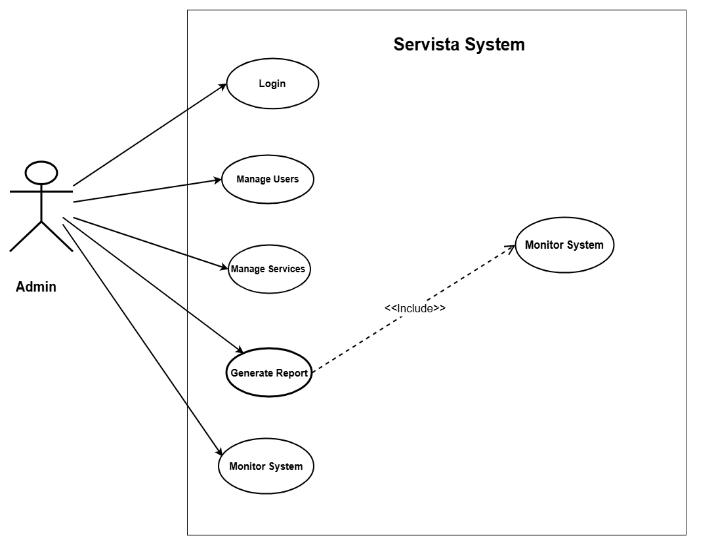 Servista System
Login
Manage Users
Manage Services
Generate Report
Monitor System
Monitor System
<<Include>>
Admin